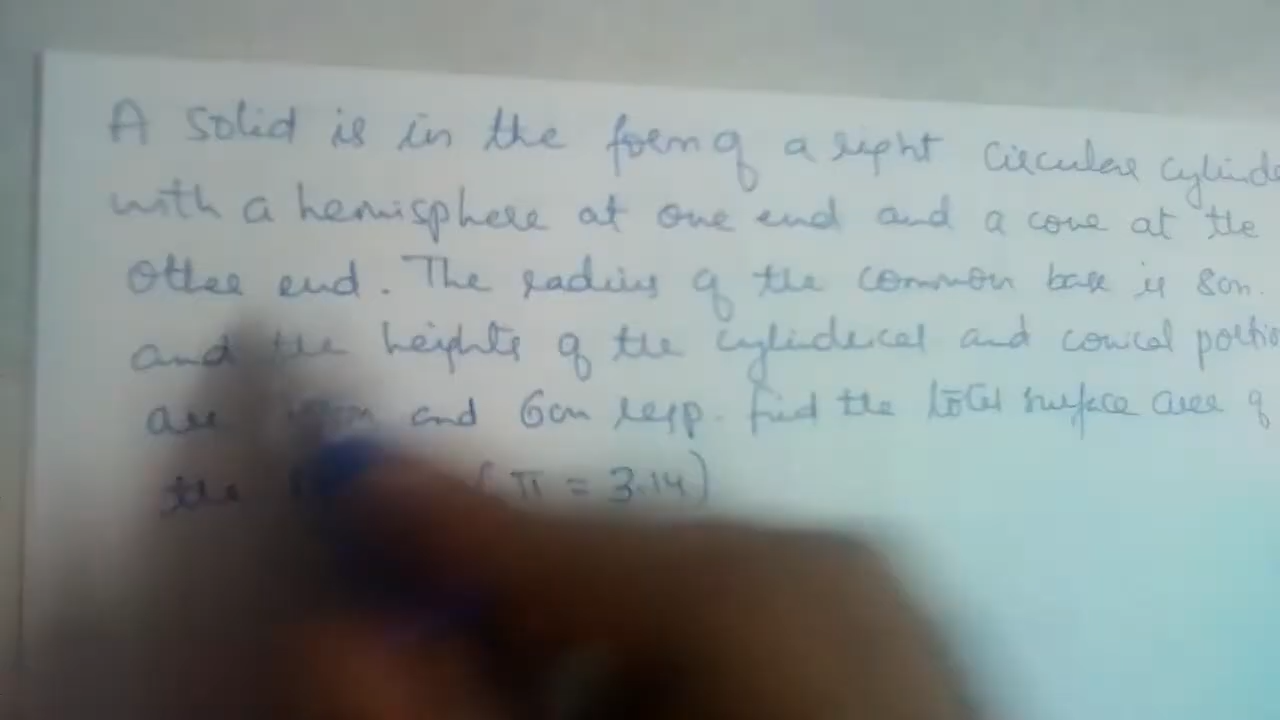 A solid is in the form of a right circular cylinde
with a hemisphere at one end and a cone at the
other end. The radius of the common base is 8cm.
and the heights of the cylinderical and conical portio
are and 6cm resp. find the total surface area of
the (π = 3.14)